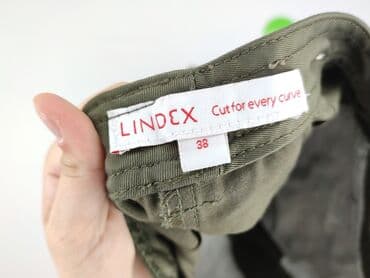 LINDEX Cut for every curve
38